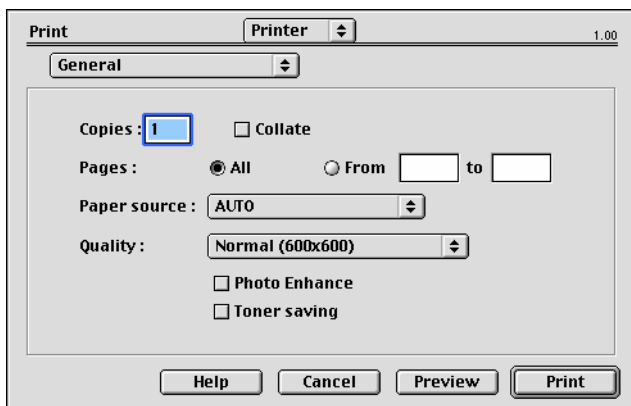 Print Printer 1.00
General
Copies : 1 Collate
Pages : All From to
Paper source : AUTO
Quality : Normal (600x600)
Photo Enhance
Toner saving
Help Cancel Preview Print